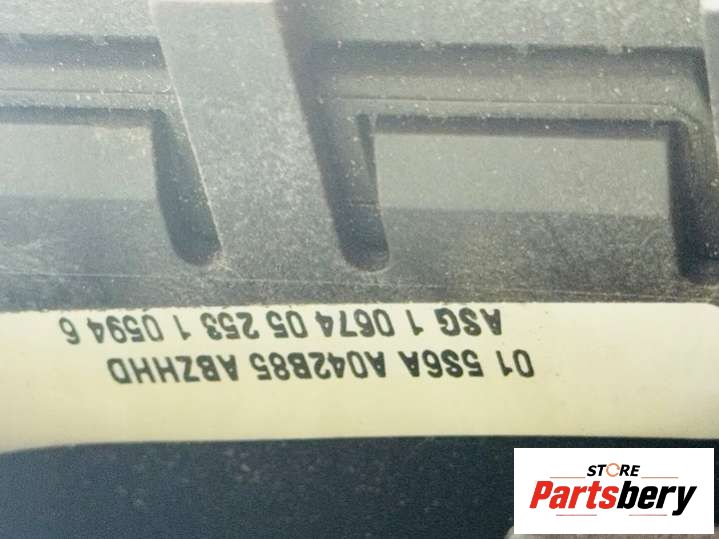 01 5S6A A042B85 ABZHHD
ASG 1 0674 05 253 1 0594 6
STORE
Partsbery